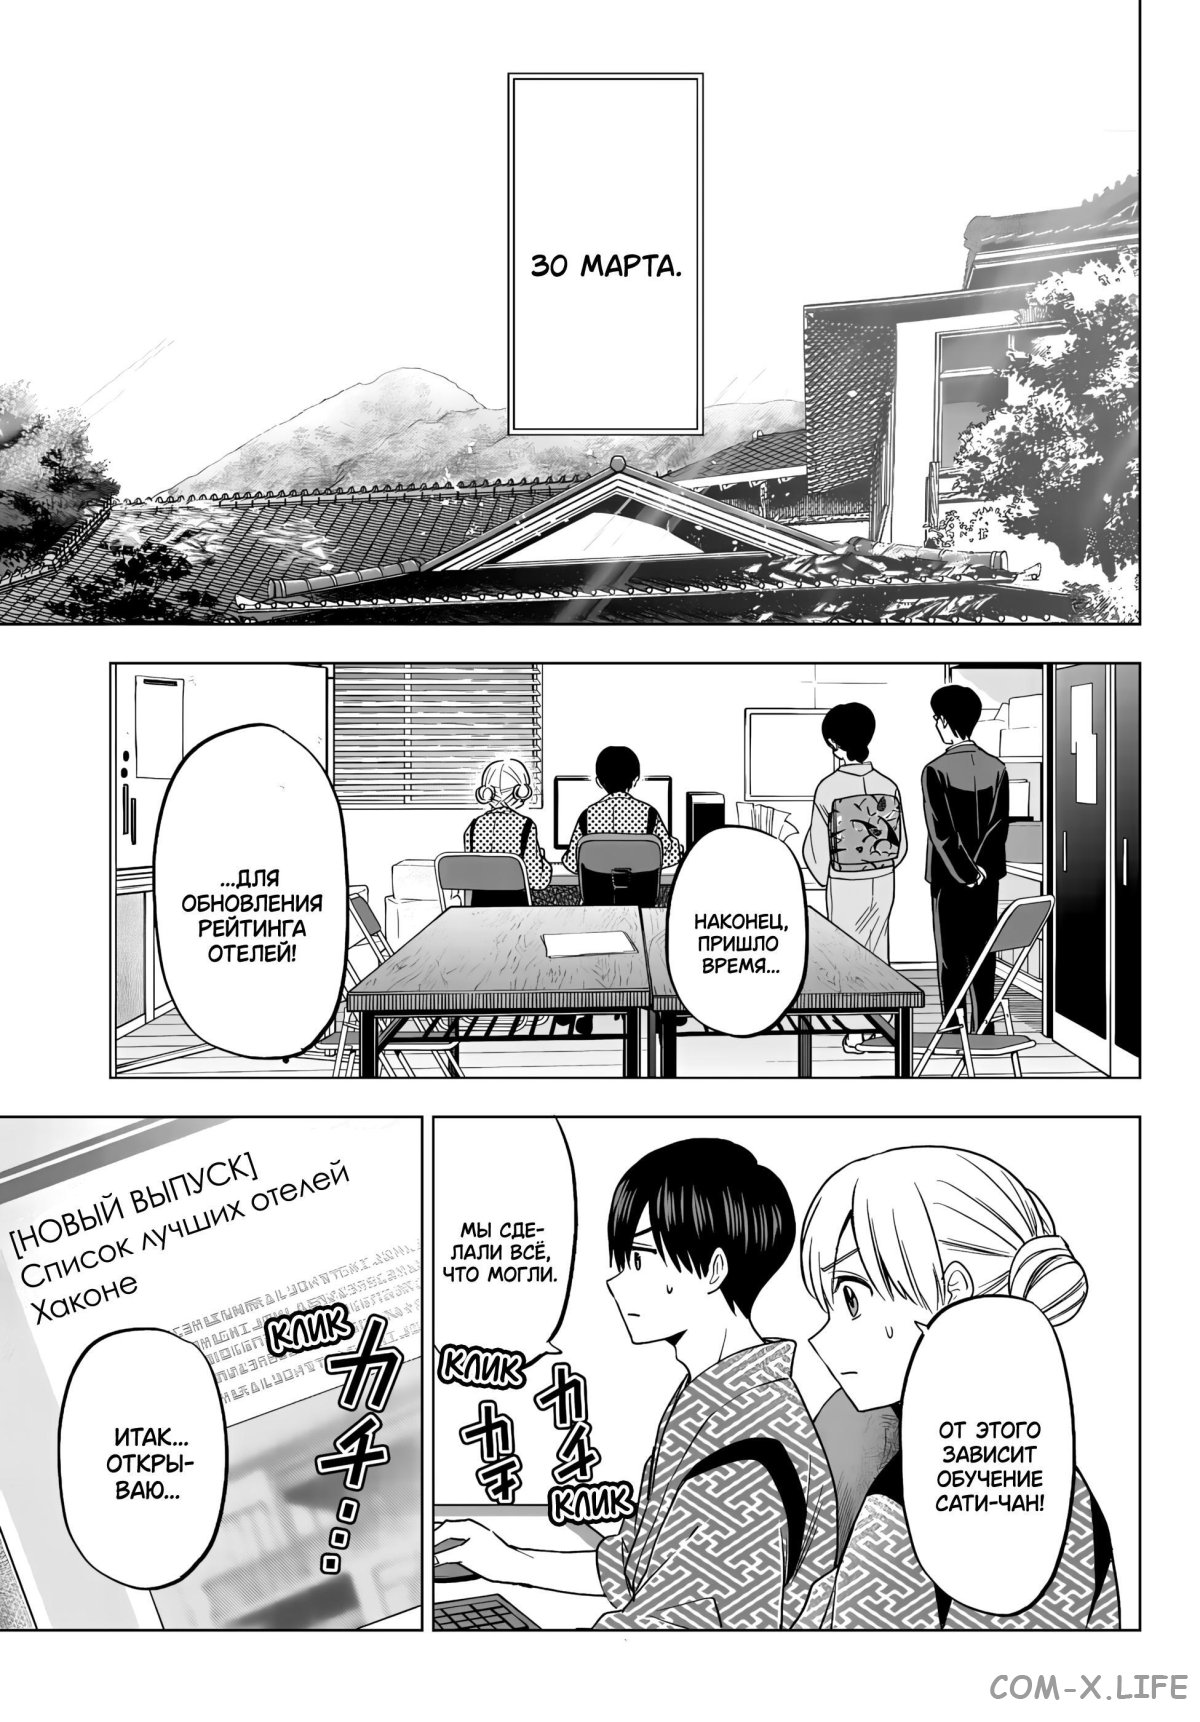 30 МАРТА.
НАКОНЕЦ,
ПРИШЛО
ВРЕМЯ...
...ДЛЯ
ОБНОВЛЕНИЯ
РЕЙТИНГА
ОТЕЛЕЙ!
ОТ ЭТОГО
ЗАВИСИТ
ОБУЧЕНИЕ
САТИ-ЧАН!
МЫ СДЕ-
ЛАЛИ ВСЁ,
ЧТО МОГЛИ.
КЛИК
カチ
КЛИК
カチ
[НОВЫЙ ВЫПУСК]
Список лучших отелей
Хаконе
КЛИК
カチ……
ИТАК...
ОТКРЫ-
ВАЮ...
COM-X.LIFE